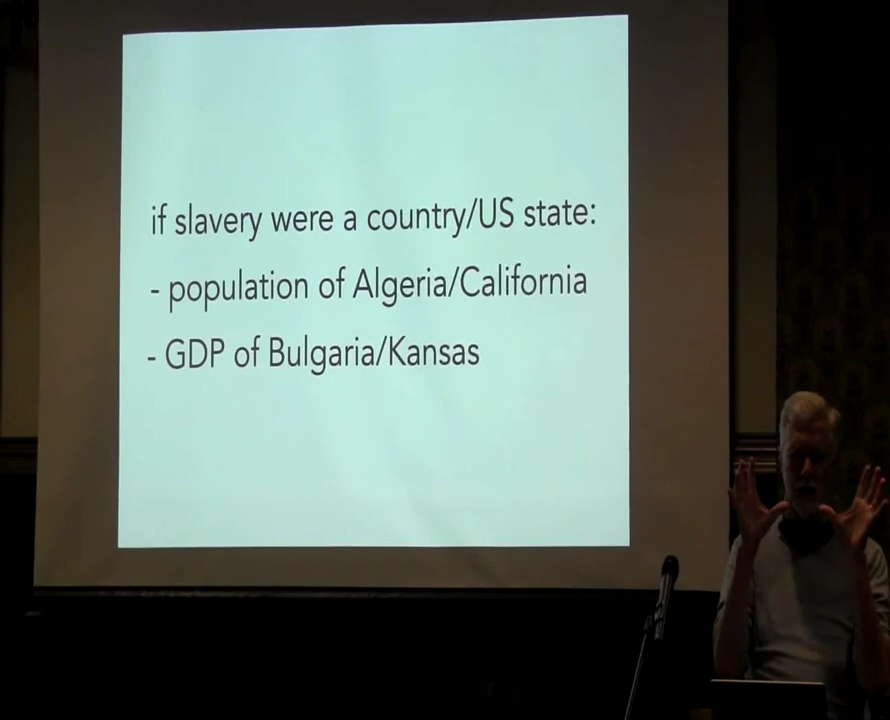 if slavery were a country/US state:
- population of Algeria/California
- GDP of Bulgaria/Kansas